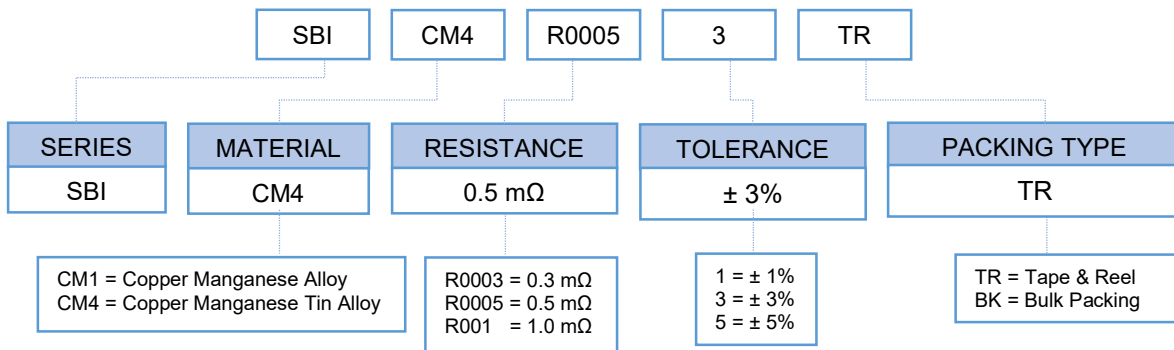 SBI CM4 R0005 3 TR
SERIES MATERIAL RESISTANCE TOLERANCE PACKING TYPE
SBI CM4 0.5 mΩ ± 3% TR
CM1 = Copper Manganese Alloy
CM4 = Copper Manganese Tin Alloy
R0003 = 0.3 mΩ
R0005 = 0.5 mΩ
R001 = 1.0 mΩ
1 = ± 1%
3 = ± 3%
5 = ± 5%
TR = Tape & Reel
BK = Bulk Packing